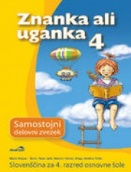 Znanka ali
uganka 4
Samostojni
delovni zvezek
Slovenščina za 4. razred osnovne šole